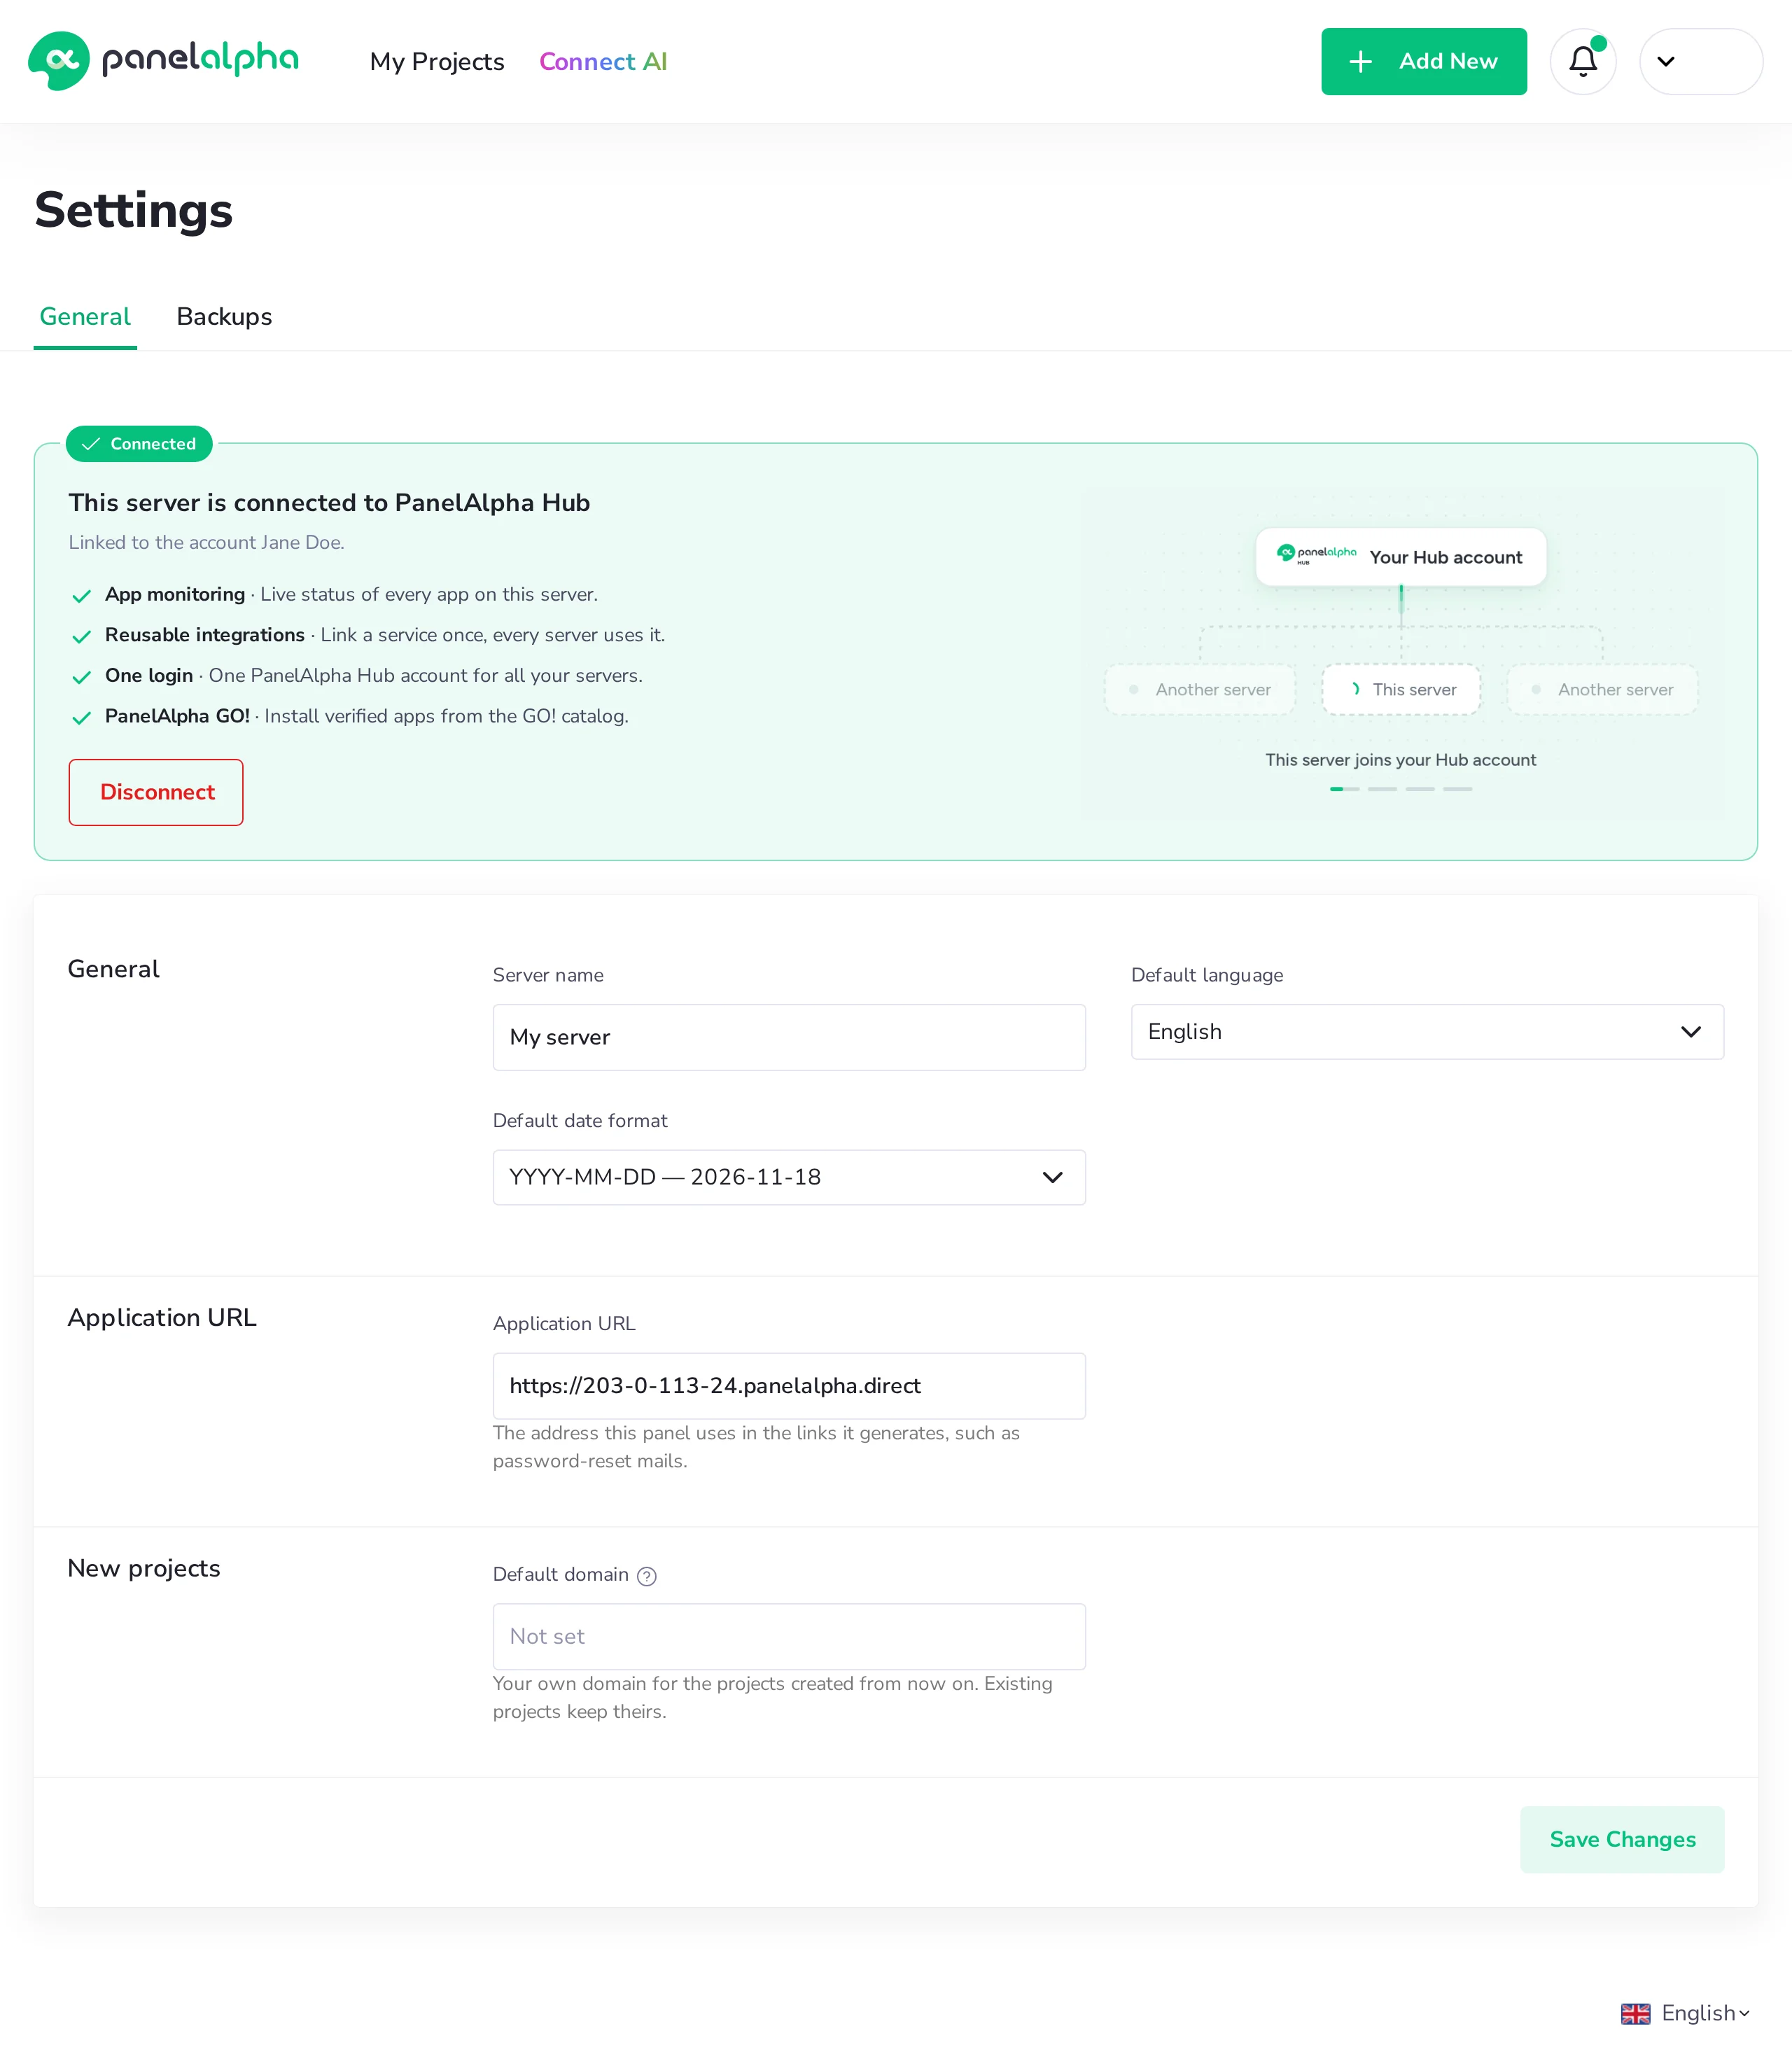 panelalpha
My Projects
Connect AI
Add New
Settings
General
Backups
Connected
This server is connected to PanelAlpha Hub
Linked to the account Jane Doe.
App monitoring · Live status of every app on this server.
Reusable integrations · Link a service once, every server uses it.
One login · One PanelAlpha Hub account for all your servers.
PanelAlpha GO! · Install verified apps from the GO! catalog.
Disconnect
panelalpha
HUB
Your Hub account
Another server
This server
Another server
This server joins your Hub account
General
Server name
My server
Default language
English
Default date format
YYYY-MM-DD — 2026-11-18
Application URL
Application URL
https://203-0-113-24.panelalpha.direct
The address this panel uses in the links it generates, such as
password-reset mails.
New projects
Default domain
Not set
Your own domain for the projects created from now on. Existing
projects keep theirs.
Save Changes
English